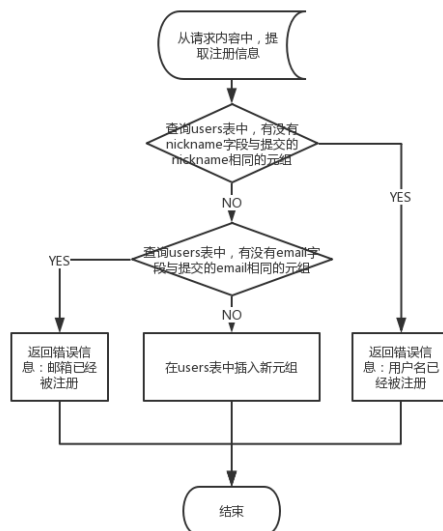 从请求内容中，提
取注册信息
查询users表中，有没有
nickname字段与提交的
nickname相同的元组
YES
NO
查询users表中，有没有email字
段与提交的email相同的元组
YES
NO
返回错误信
息：邮箱已经
被注册
在users表中插入新元组
返回错误信
息：用户名已
经被注册
结束